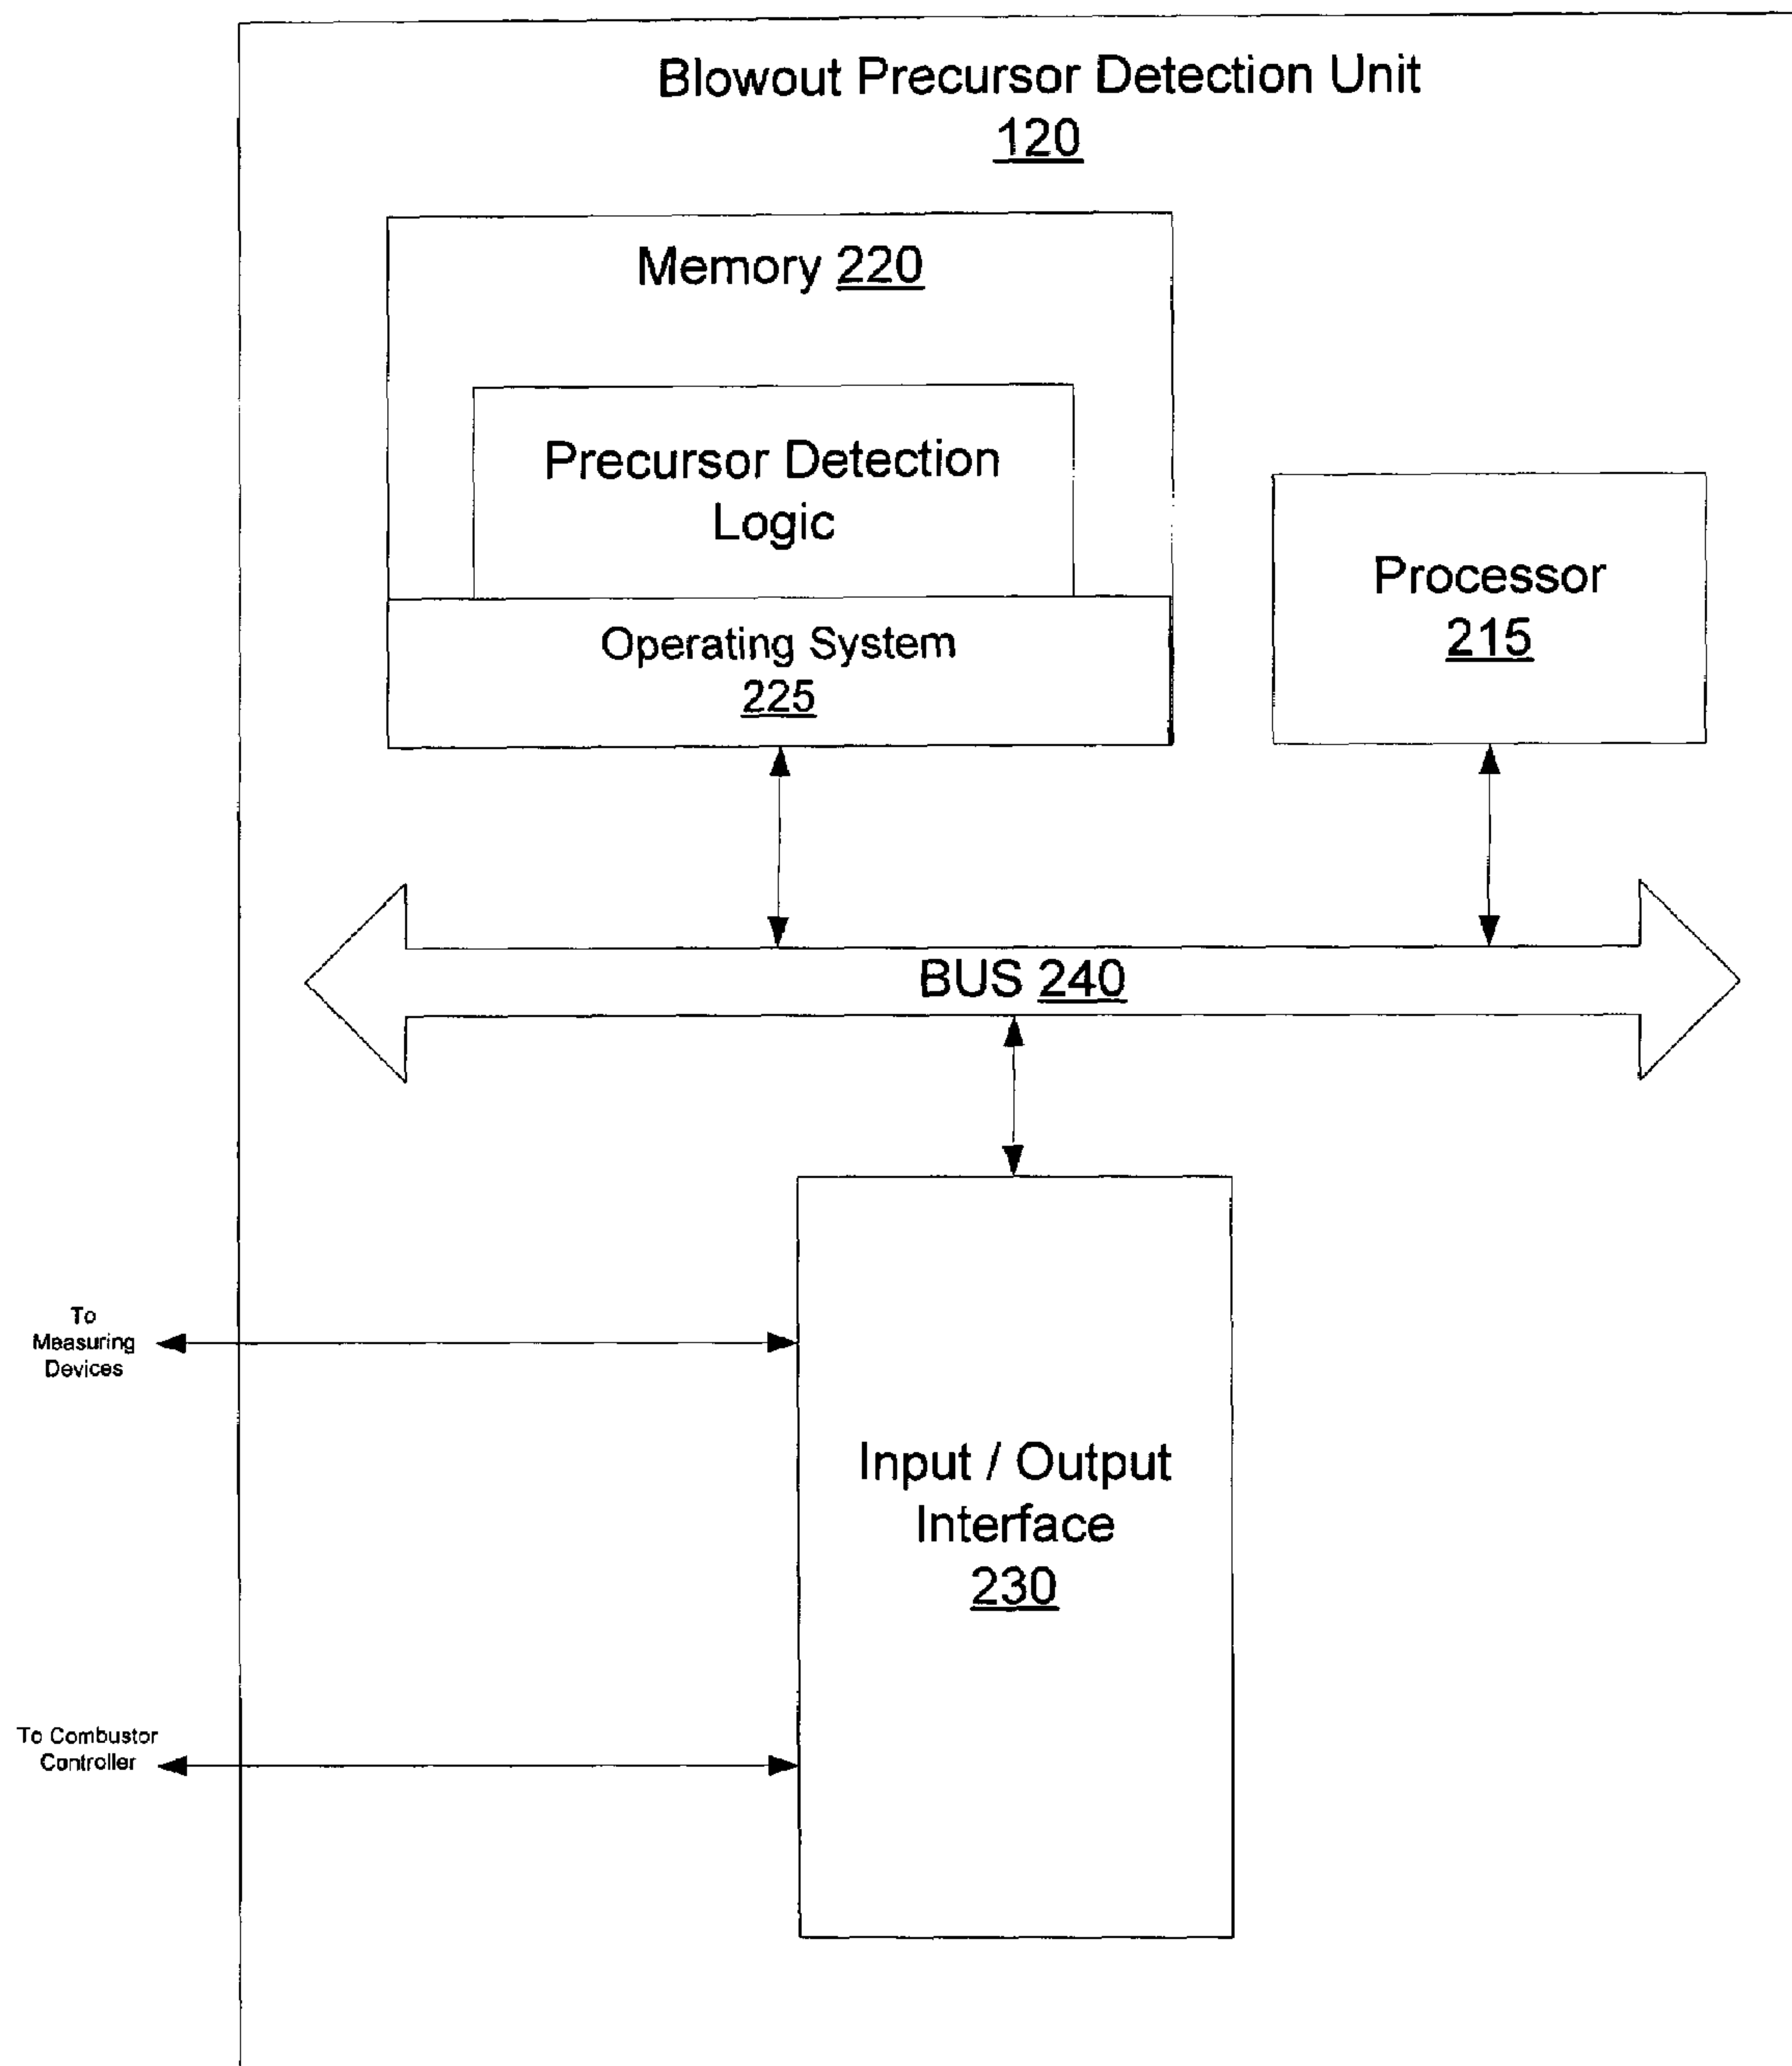 Blowout Precursor Detection Unit
120
Memory 220
Precursor Detection
Logic
Operating System
225
Processor
215
BUS 240
To
Measuring
Devices
Input / Output
Interface
230
To Combustor
Controller